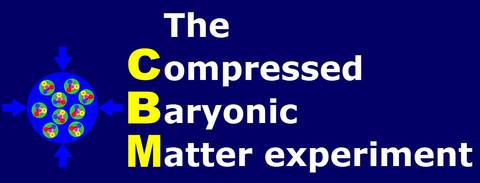 The
Compressed
Baryonic
Matter experiment